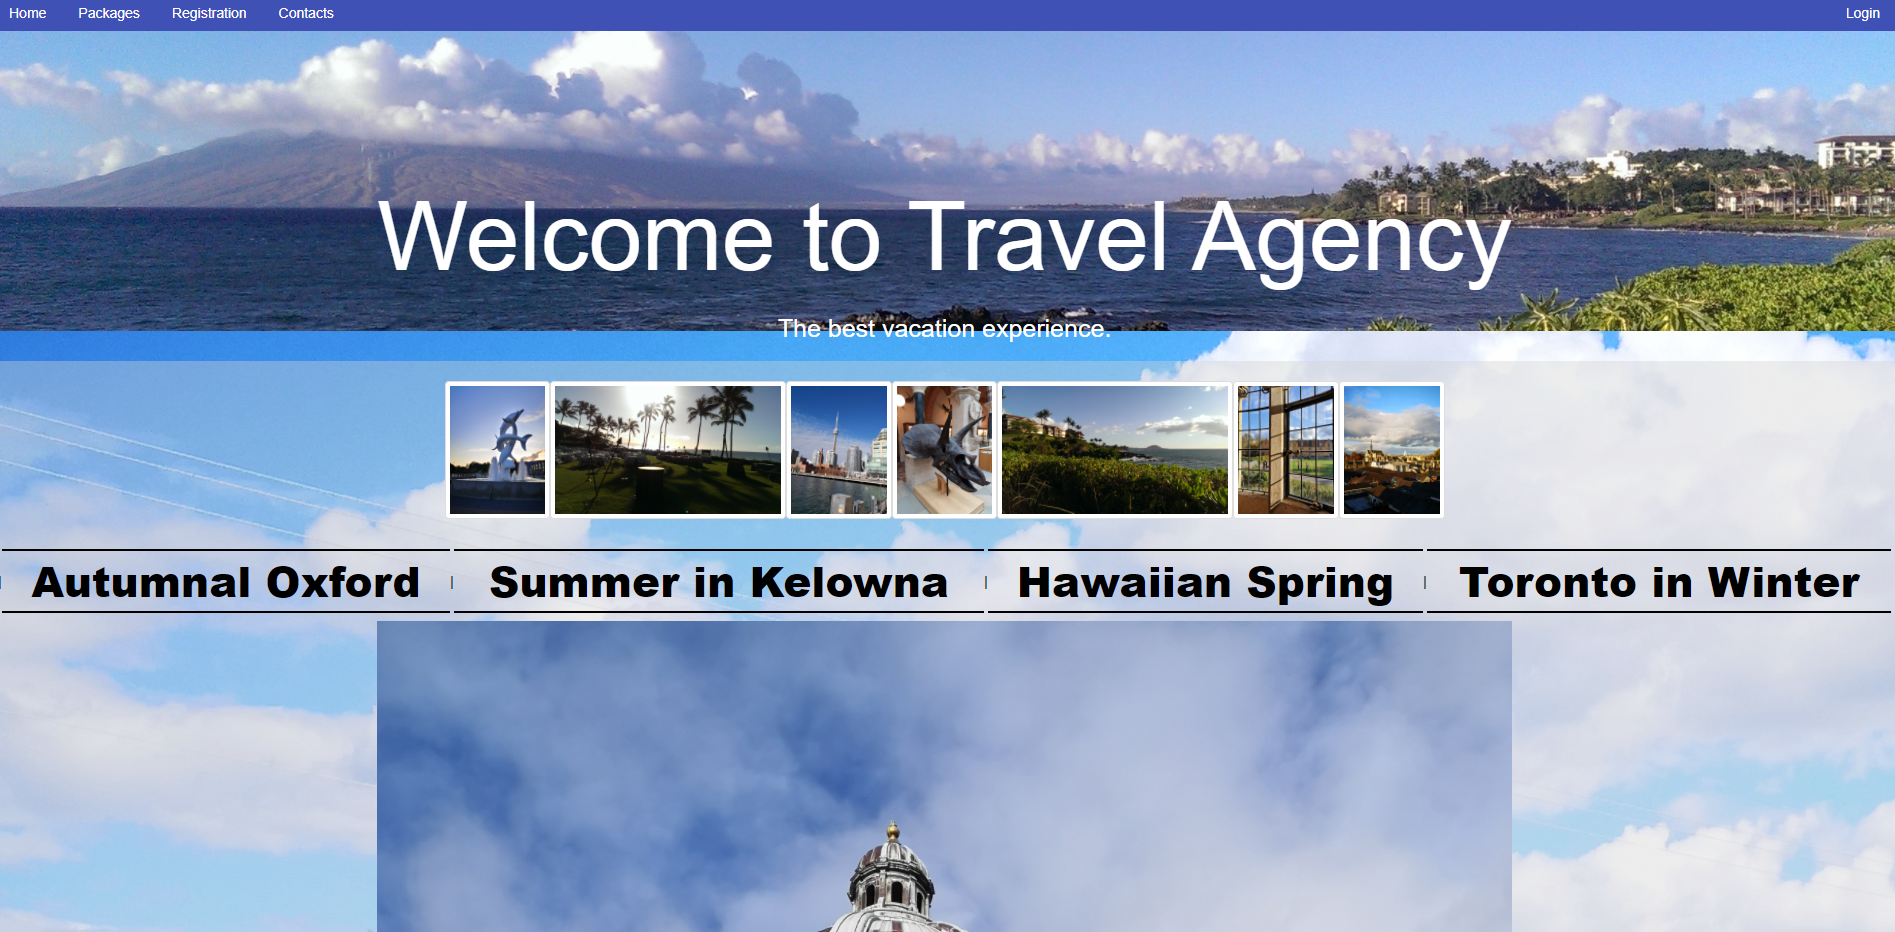 Home Packages Registration Contacts Login
Welcome to Travel Agency
The best vacation experience.
Autumnal Oxford Summer in Kelowna Hawaiian Spring Toronto in Winter